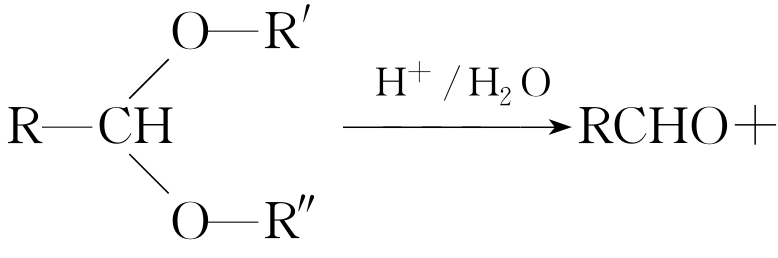 O—R′
R—CH
H⁺/H₂O
RCHO+
O—R″